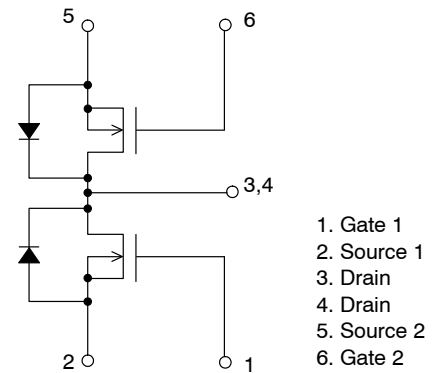 5
6
3,4
2
1
1. Gate 1
2. Source 1
3. Drain
4. Drain
5. Source 2
6. Gate 2